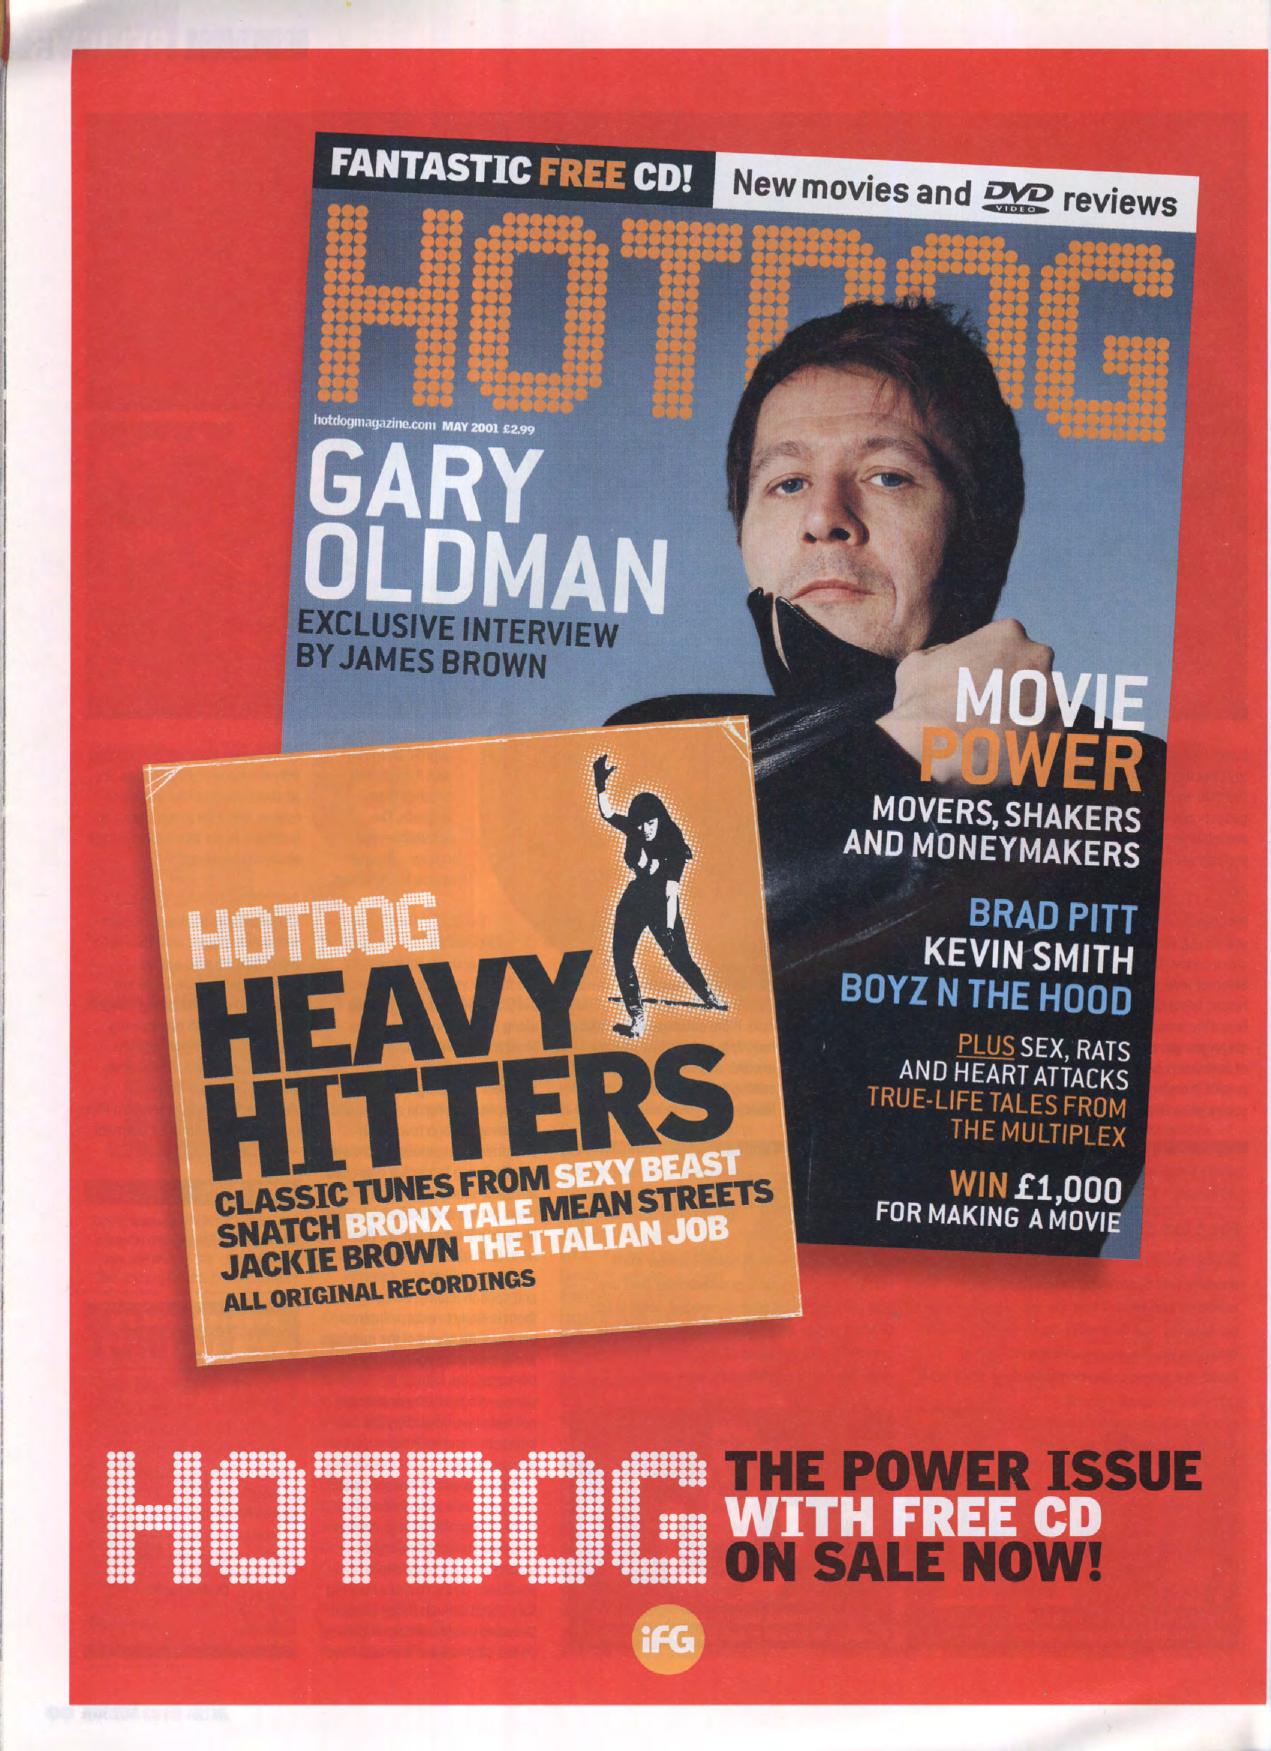 FANTASTIC FREE CD!
New movies and DVD VIDEO reviews
HOTDOG
hotdogmagazine.com MAY 2001 £2.99
GARY
OLDMAN
EXCLUSIVE INTERVIEW
BY JAMES BROWN
MOVIE
POWER
MOVERS, SHAKERS
AND MONEYMAKERS
BRAD PITT
KEVIN SMITH
BOYZ N THE HOOD
PLUS SEX, RATS
AND HEART ATTACKS
TRUE-LIFE TALES FROM
THE MULTIPLEX
WIN £1,000
FOR MAKING A MOVIE
HOTDOG
HEAVY
HITTERS
CLASSIC TUNES FROM SEXY BEAST
SNATCH BRONX TALE MEAN STREETS
JACKIE BROWN THE ITALIAN JOB
ALL ORIGINAL RECORDINGS
HOTDOG
THE POWER ISSUE
WITH FREE CD
ON SALE NOW!
iFG